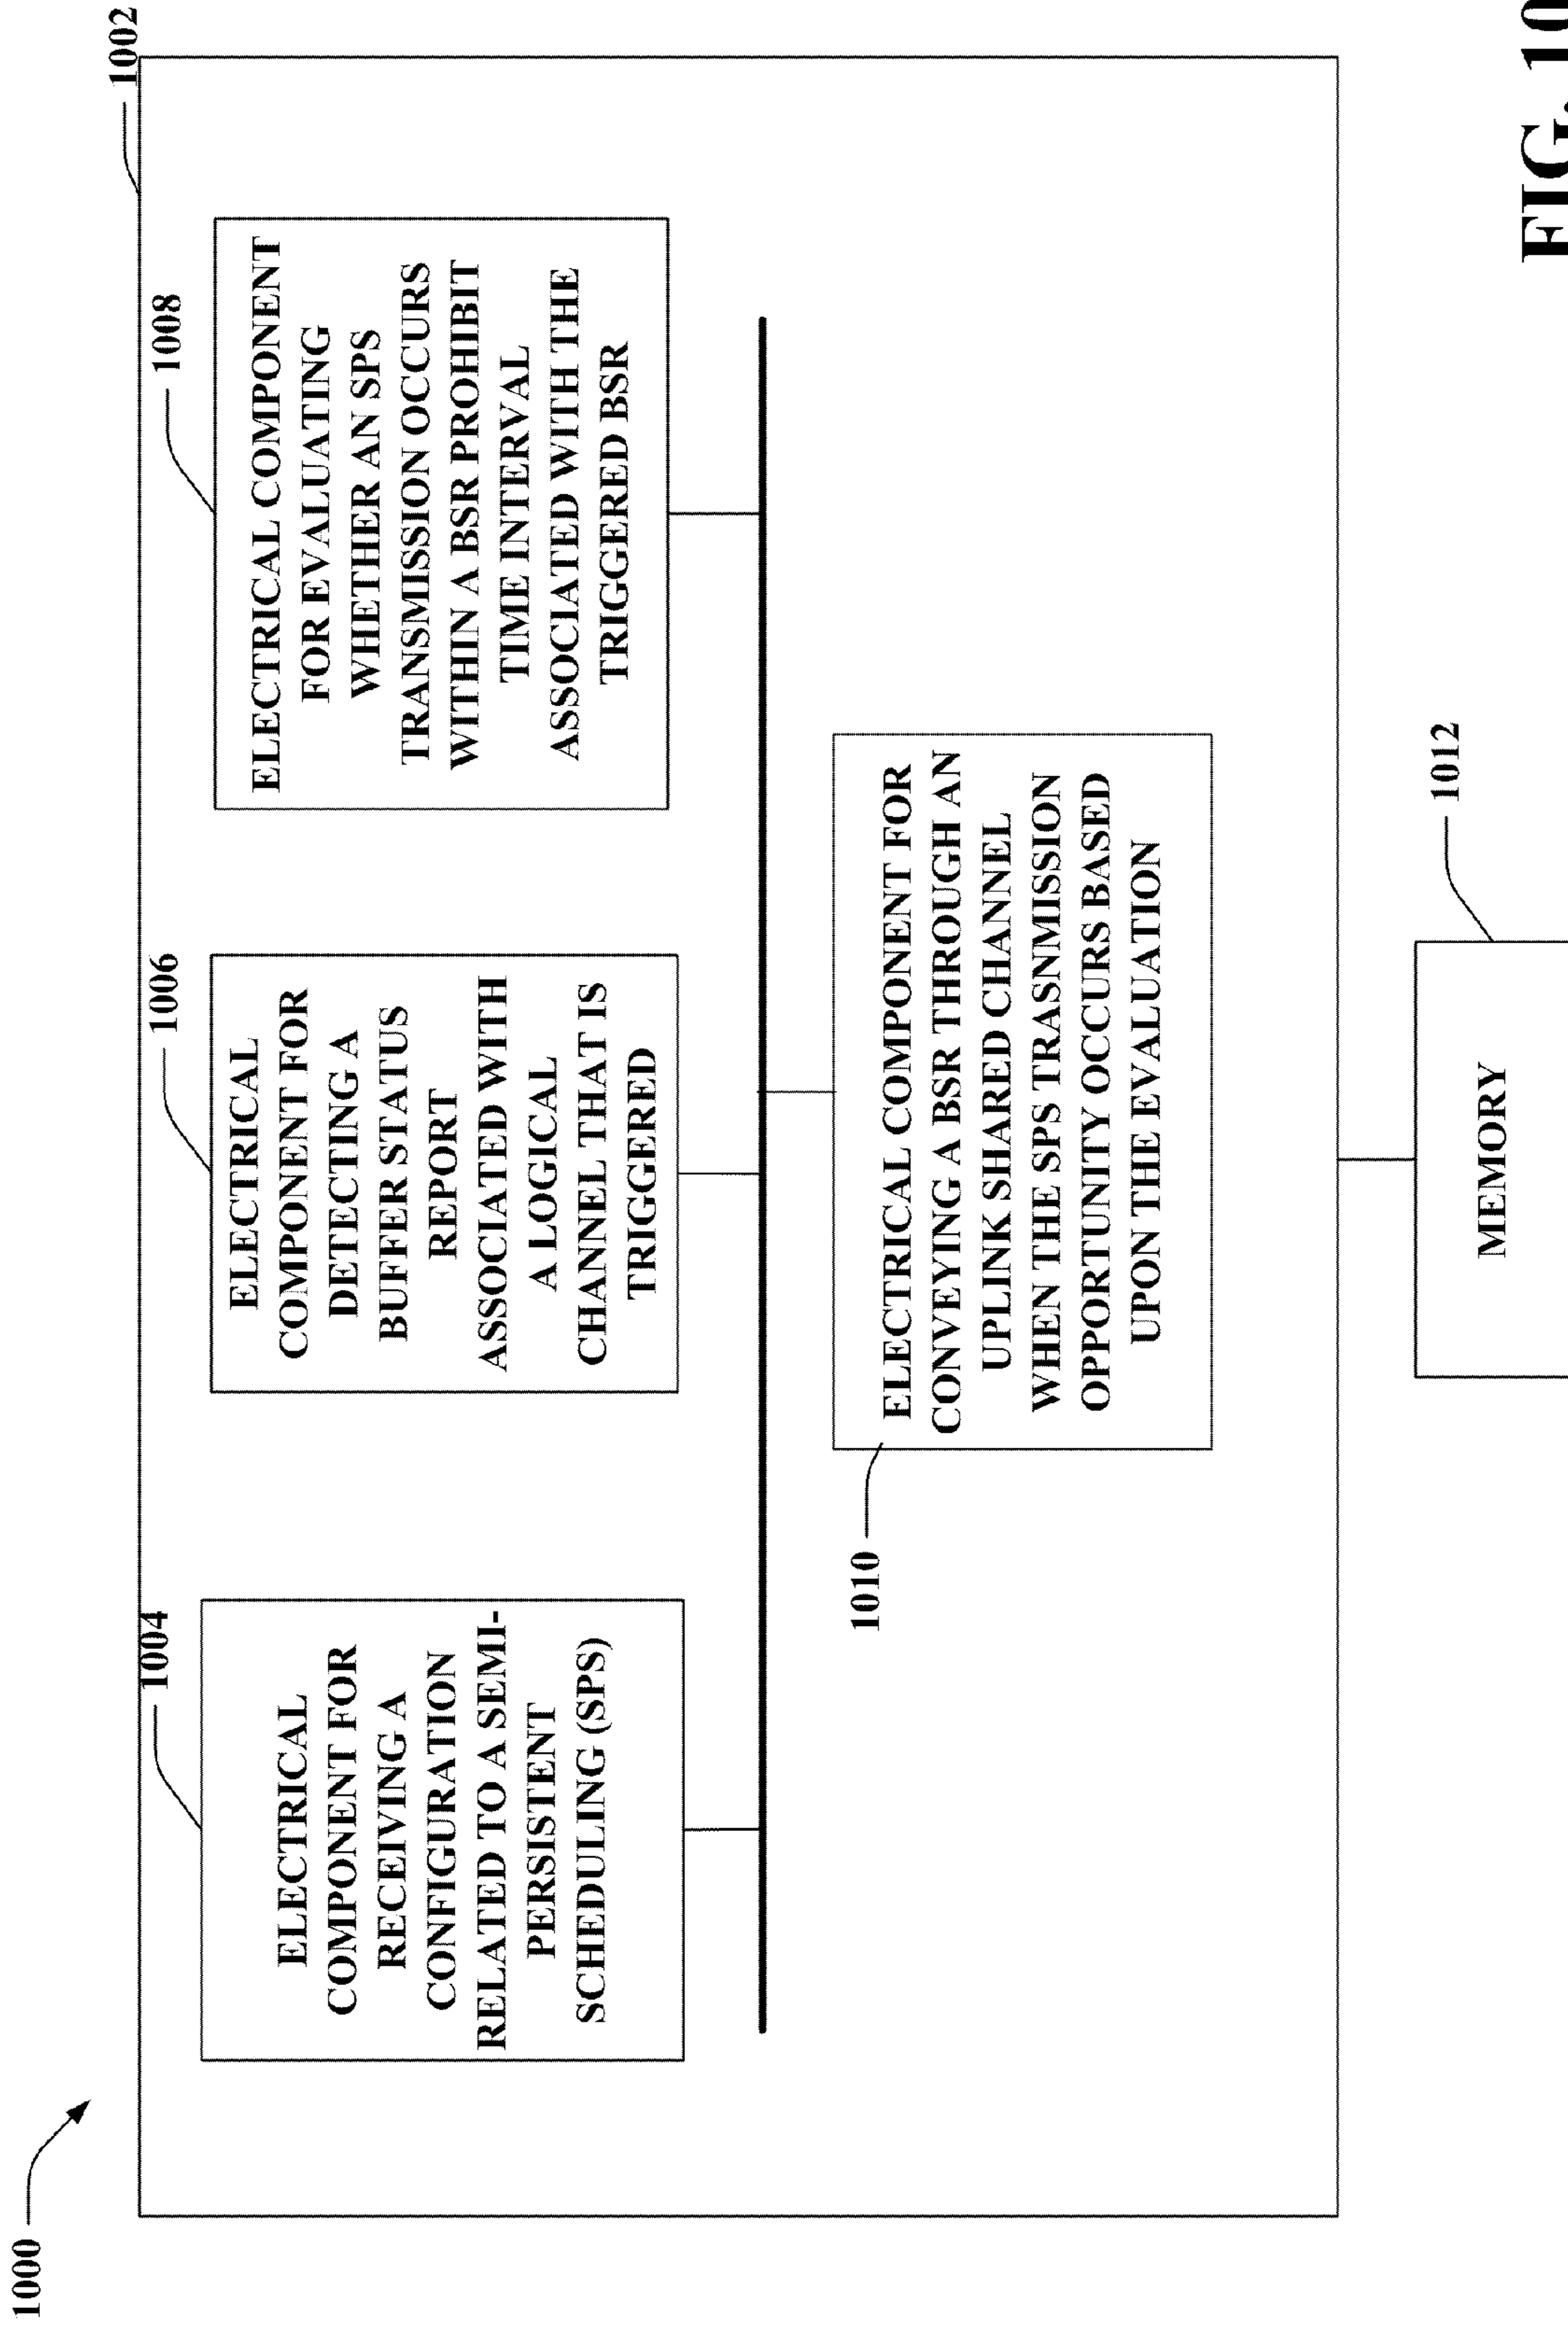 1000
1002
1004
ELECTRICAL
COMPONENT FOR
RECEIVING A
CONFIGURATION
RELATED TO A SEMI-
PERSISTENT
SCHEDULING (SPS)
1006
ELECTRICAL
COMPONENT FOR
DETECTING A
BUFFER STATUS
REPORT
ASSOCIATED WITH
A LOGICAL
CHANNEL THAT IS
TRIGGERED
1008
ELECTRICAL COMPONENT
FOR EVALUATING
WHETHER AN SPS
TRANSMISSION OCCURS
WITHIN A BSR PROHIBIT
TIME INTERVAL
ASSOCIATED WITH THE
TRIGGERED BSR
1010
ELECTRICAL COMPONENT FOR
CONVEYING A BSR THROUGH AN
UPLINK SHARED CHANNEL
WHEN THE SPS TRASNMISSION
OPPORTUNITY OCCURS BASED
UPON THE EVALUATION
1012
MEMORY
FIG. 10